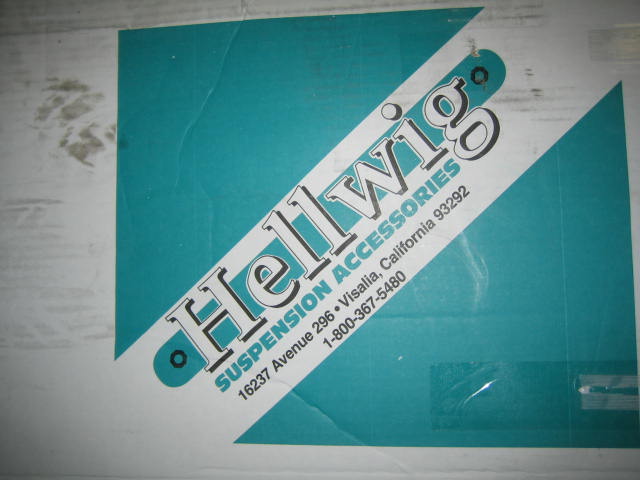 Hellwig
SUSPENSION ACCESSORIES
16237 Avenue 296 • Visalia, California 93292
1-800-367-5480